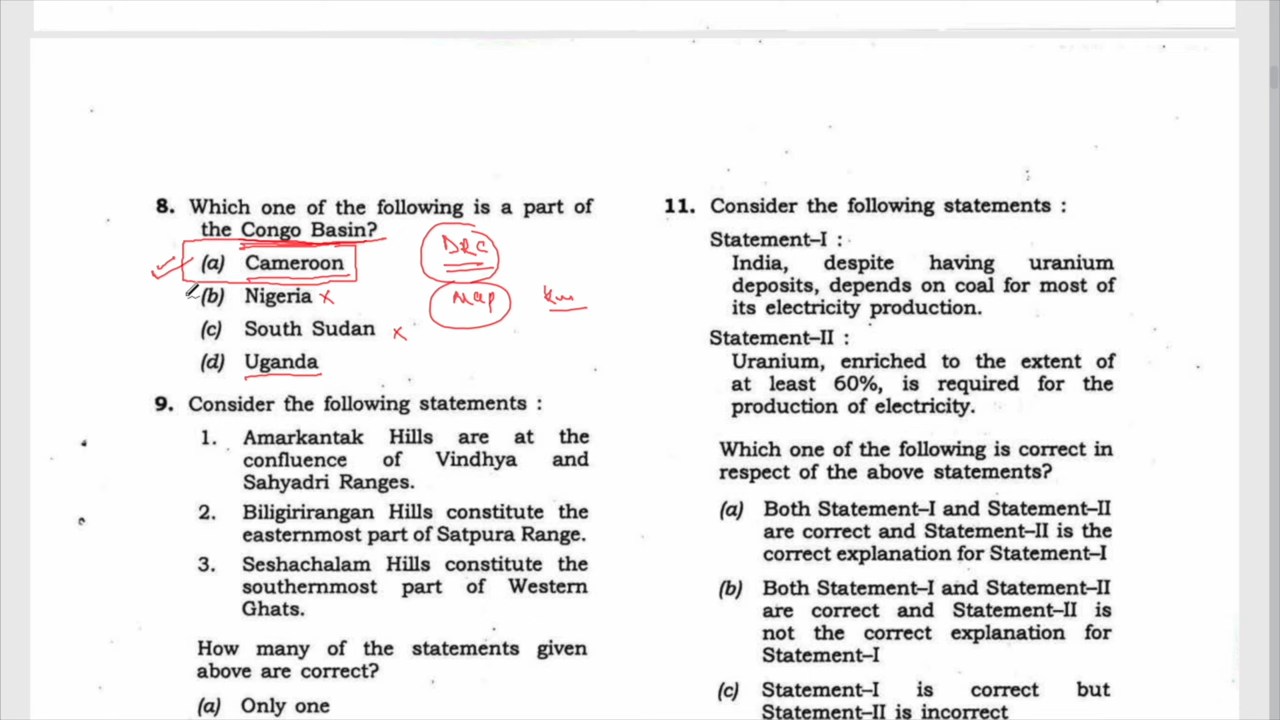 8. Which one of the following is a part of
the Congo Basin?
(a) Cameroon
(b) Nigeria x
(c) South Sudan x
(d) Uganda
DRC
Map
9. Consider the following statements :
1. Amarkantak Hills are at the
confluence of Vindhya and
Sahyadri Ranges.
2. Biligirirangan Hills constitute the
easternmost part of Satpura Range.
3. Seshachalam Hills constitute the
southernmost part of Western
Ghats.
How many of the statements given
above are correct?
(a) Only one
11. Consider the following statements :
Statement–I :
India, despite having uranium
deposits, depends on coal for most of
its electricity production.
Statement–II :
Uranium, enriched to the extent of
at least 60%, is required for the
production of electricity.
Which one of the following is correct in
respect of the above statements?
(a) Both Statement–I and Statement–II
are correct and Statement–II is the
correct explanation for Statement–I
(b) Both Statement–I and Statement–II
are correct and Statement–II is
not the correct explanation for
Statement–I
(c) Statement–I is correct but
Statement–II is incorrect